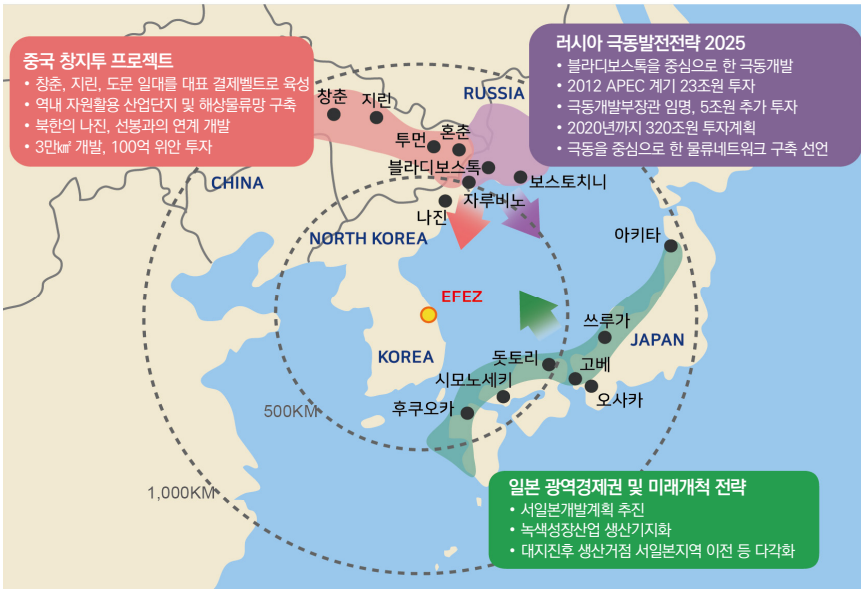 중국 창지투 프로젝트
• 창춘, 지린, 도문 일대를 대표 결제벨트로 육성
• 역내 자원활용 산업단지 및 해상물류망 구축
• 북한의 나진, 선봉과의 연계 개발
• 3만㎢ 개발, 100억 위안 투자
러시아 극동발전전략 2025
• 블라디보스톡을 중심으로 한 극동개발
• 2012 APEC 계기 23조원 투자
• 극동개발부장관 임명, 5조원 추가 투자
• 2020년까지 320조원 투자계획
• 극동을 중심으로 한 물류네트워크 구축 선언
RUSSIA
창춘
지린
투먼
훈춘
블라디보스톡
보스토치니
자루비노
나진
CHINA
NORTH KOREA
아키타
EFEZ
쓰루가
JAPAN
KOREA
돗토리
고베
시모노세키
오사카
후쿠오카
500KM
1,000KM
일본 광역경제권 및 미래개척 전략
• 서일본개발계획 추진
• 녹색성장산업 생산기지화
• 대지진후 생산거점 서일본지역 이전 등 다각화